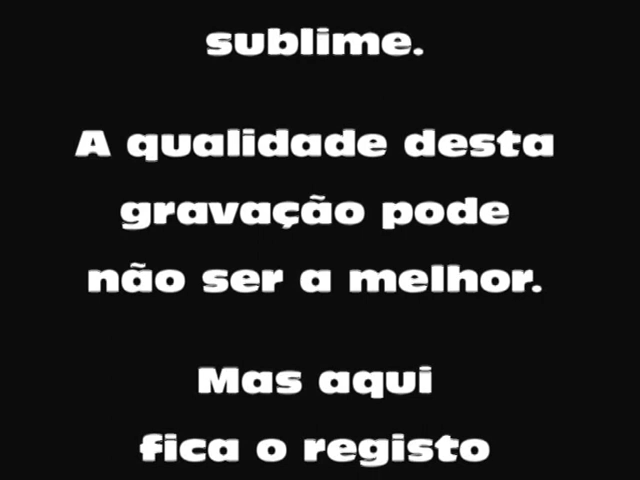 sublime.
A qualidade desta
gravação pode
não ser a melhor.
Mas aqui
fica o registo